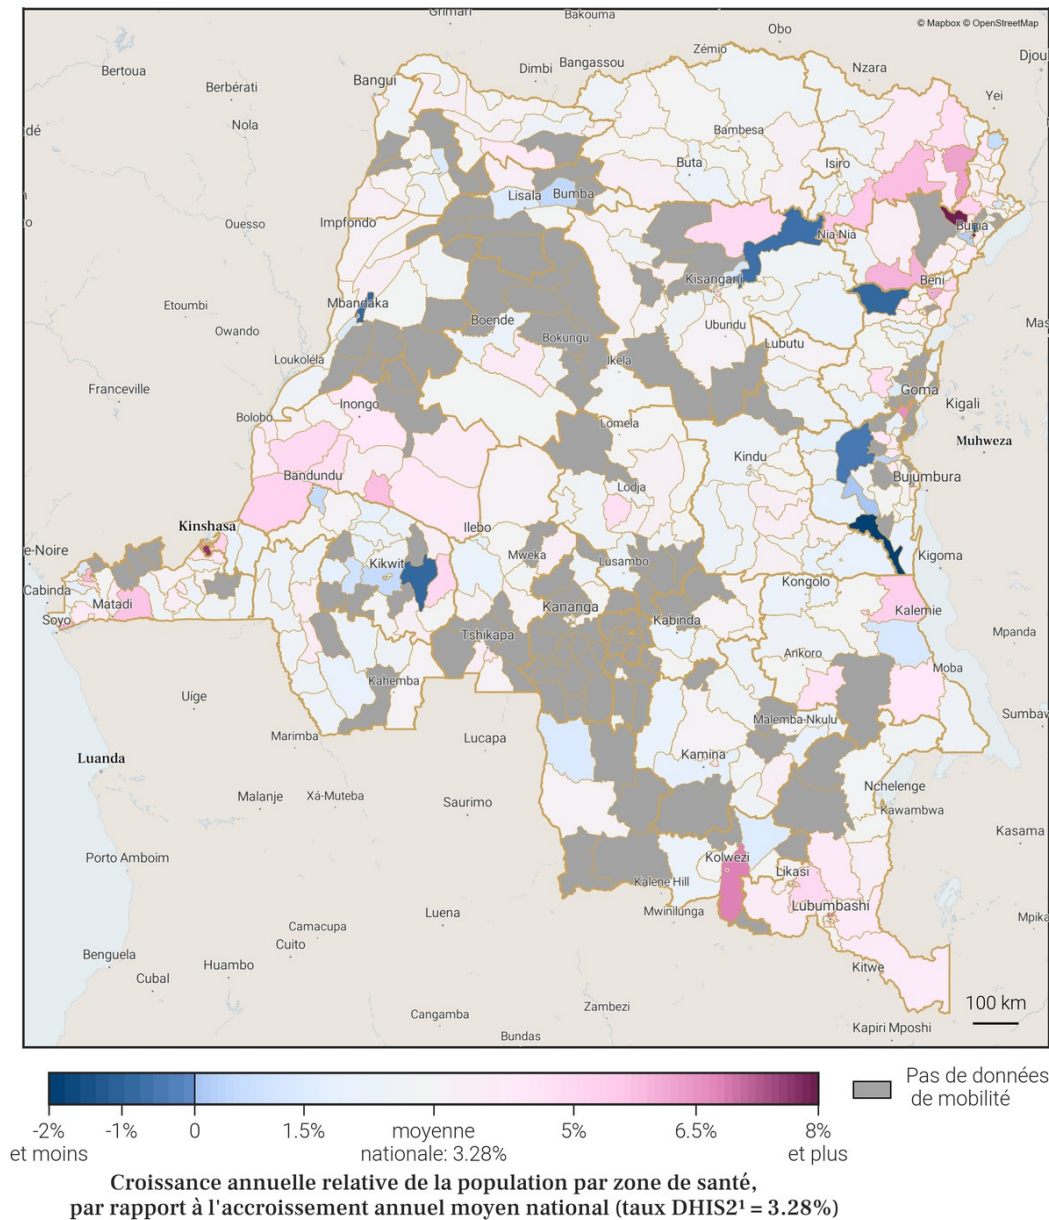 Grimari
Bakouma
© Mapbox © OpenStreetMap
Obo
Zémio
Djou
Bertoua
Dimbi
Bangassou
Nzara
Bangui
Berbérati
Yei
Nola
dé
Bambesa
Buta
Isiro
Lisala
Bumba
o
Ouesso
Impfondo
Bunia
Nia Nia
Kisangani
Beni
Etoumbi
Mbandaka
Boende
Ubundu
Mas
Owando
Bokungu
Lubutu
Loukoléla
Ikela
Franceville
Goma
Inongo
Kigali
Bolobo
Lomela
Muhweza
Kindu
Bandundu
Bujumbura
Lodja
Kinshasa
Ilebo
e-Noire
Mweka
Kigoma
Kikwit
Lusambo
Cabinda
Kongolo
Matadi
Kananga
Kalemie
Soyo
Kabinda
Tshikapa
Mpanda
Ankoro
Moba
Kahemba
Uíge
Sumbaw
Malemba-Nkulu
Marimba
Lucapa
Luanda
Kamina
Nchelenge
Malanje
Xá-Muteba
Saurimo
Kawambwa
Kasama
Porto Amboim
Kolwezi
Likasi
Kalene Hill
Lubumbashi
Luena
Mwinilunga
Mpika
Camacupa
Cuito
Benguela
Huambo
Kitwe
Cubal
100 km
Zambezi
Cangamba
Kapiri Mposhi
Bundas
Pas de données
de mobilité
-2% -1% 0 1.5% moyenne 5% 6.5% 8%
et moins nationale: 3.28% et plus
Croissance annuelle relative de la population par zone de santé,
par rapport à l'accroissement annuel moyen national (taux DHIS2¹ = 3.28%)